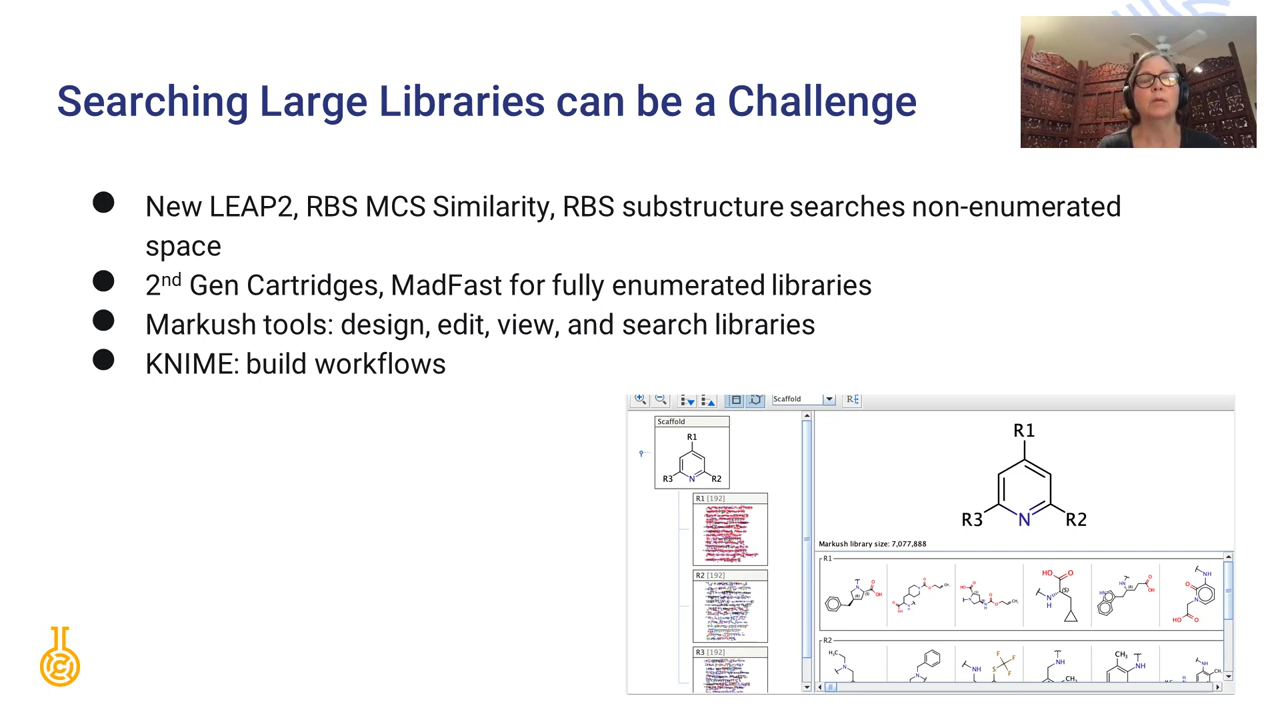 Searching Large Libraries can be a Challenge
New LEAP2, RBS MCS Similarity, RBS substructure searches non-enumerated
space
2nd Gen Cartridges, MadFast for fully enumerated libraries
Markush tools: design, edit, view, and search libraries
KNIME: build workflows
Scaffold
Scaffold
R1
R3 N R2
R1 [192]
R2 [192]
R3 [192]
R1
R3 N R2
Markush library size: 7,077,888
R1
R2